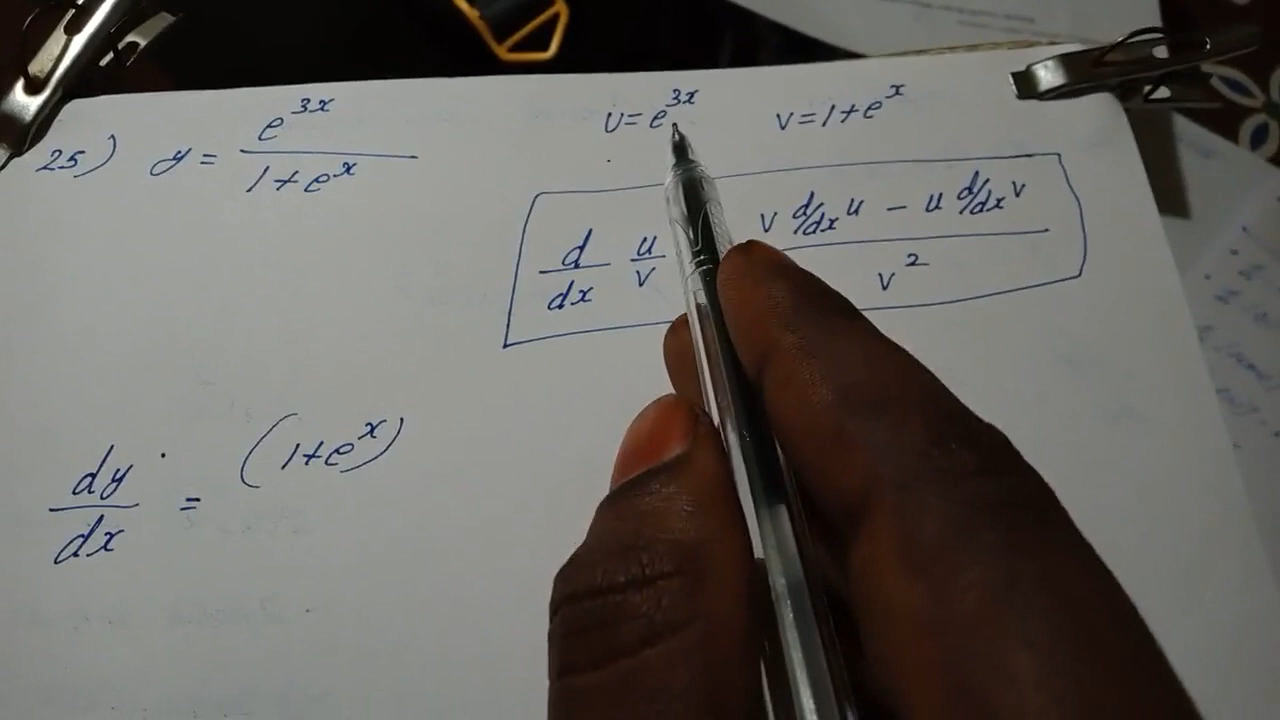 25) y = e^{3x} / (1+e^x)
U = e^{3x}
V = 1+e^x
d/dx u/v v d/dx u − u d/dx v / v^2
dy/dx = (1+e^x)